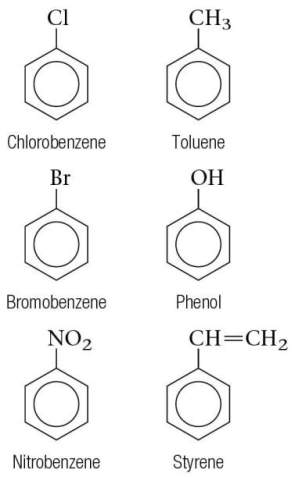 Cl CH₃
Chlorobenzene Toluene
Br OH
Bromobenzene Phenol
NO₂ CH=CH₂
Nitrobenzene Styrene